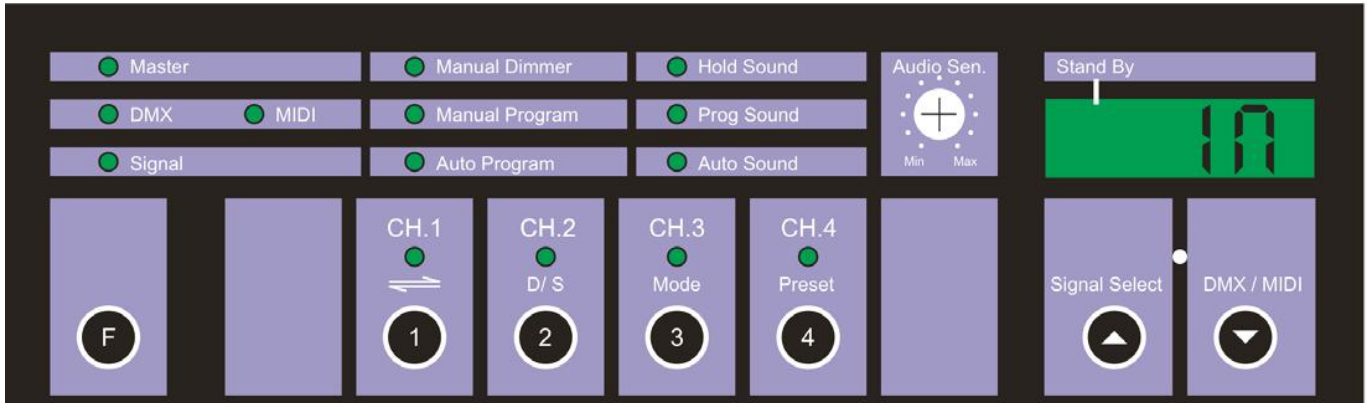 Master
Manual Dimmer
Hold Sound
Audio Sen.
Stand By
DMX
MIDI
Manual Program
Prog Sound
Signal
Auto Program
Auto Sound
Min
Max
CH.1
CH.2
CH.3
CH.4
D/ S
Mode
Preset
Signal Select
DMX / MIDI
F
1
2
3
4